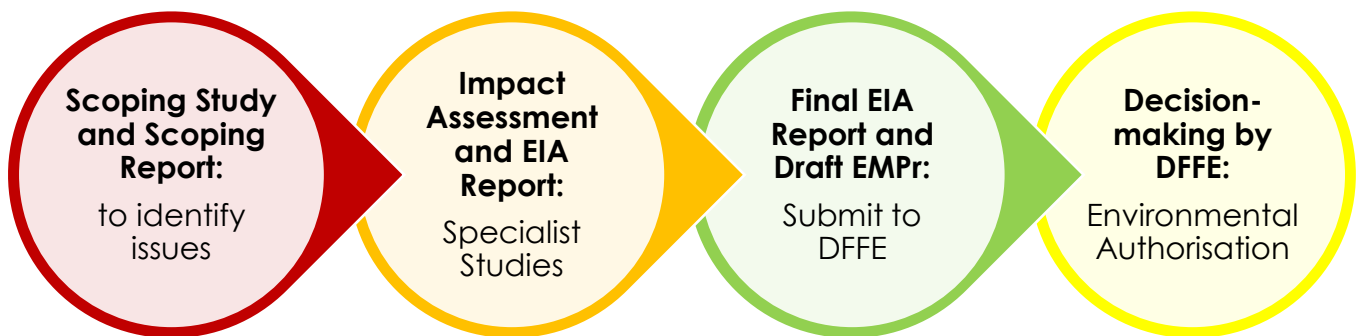 Scoping Study
and Scoping
Report:
to identify
issues
Impact
Assessment
and EIA
Report:
Specialist
Studies
Final EIA
Report and
Draft EMPr:
Submit to
DFFE
Decision-
making by
DFFE:
Environmental
Authorisation